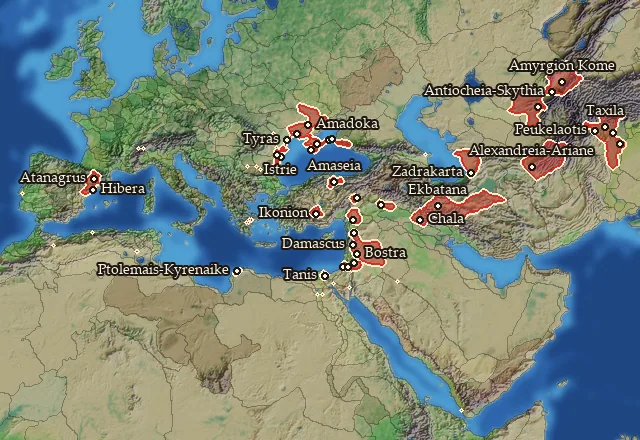 Amyrgion Kome
Antiocheia-Skythia
Taxila
Amadoka
Peukelaotis
Tyras
Alexandreia-Ariane
Istrie
Amaseia
Zadrakarta
Atanagrus
Hibera
Ekbatana
Ikonion
Chala
Damascus
Bostra
Ptolemais-Kyrenaike
Tanis